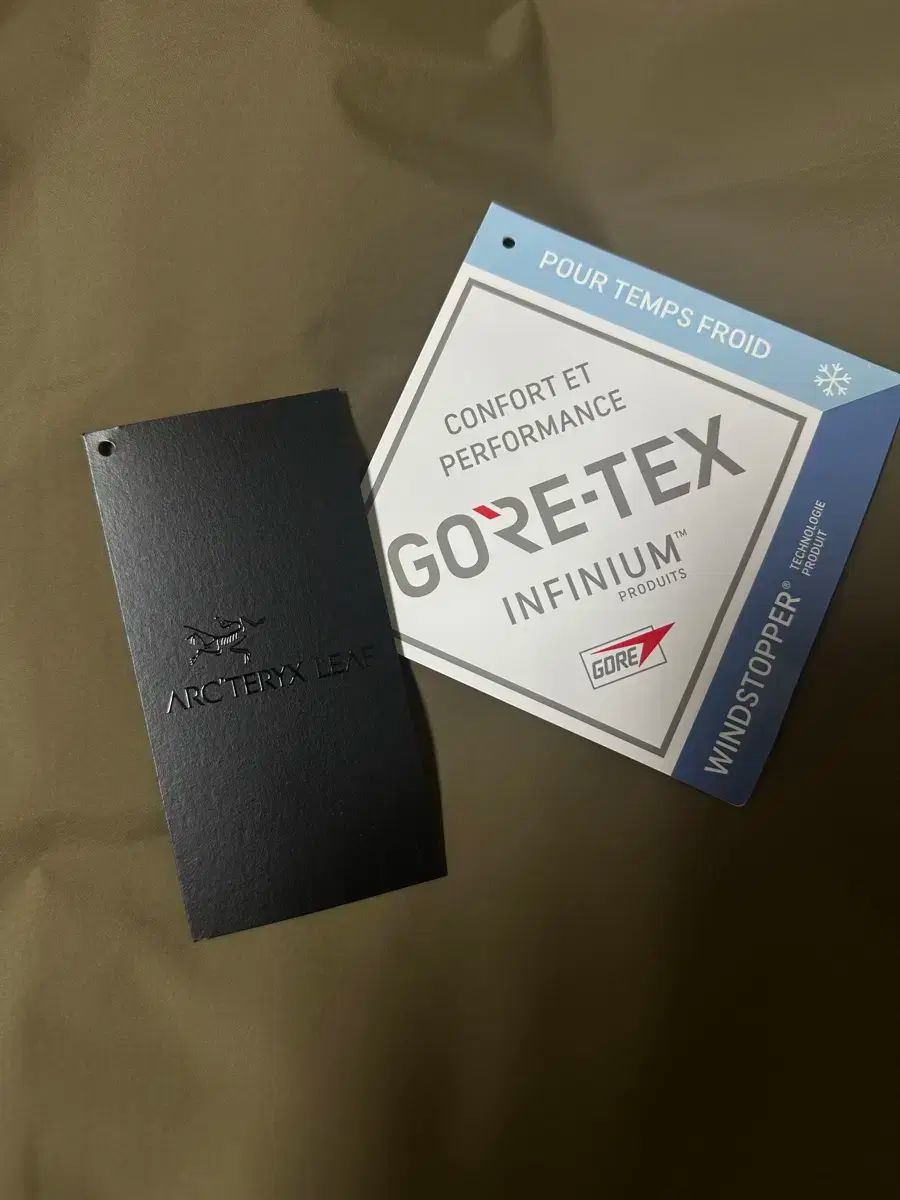 POUR TEMPS FROID
CONFORT ET
PERFORMANCE
GORE-TEX
INFINIUM™
PRODUITS
GORE
WINDSTOPPER®
TECHNOLOGIE
PRODUIT
ARC'TERYX LEAF